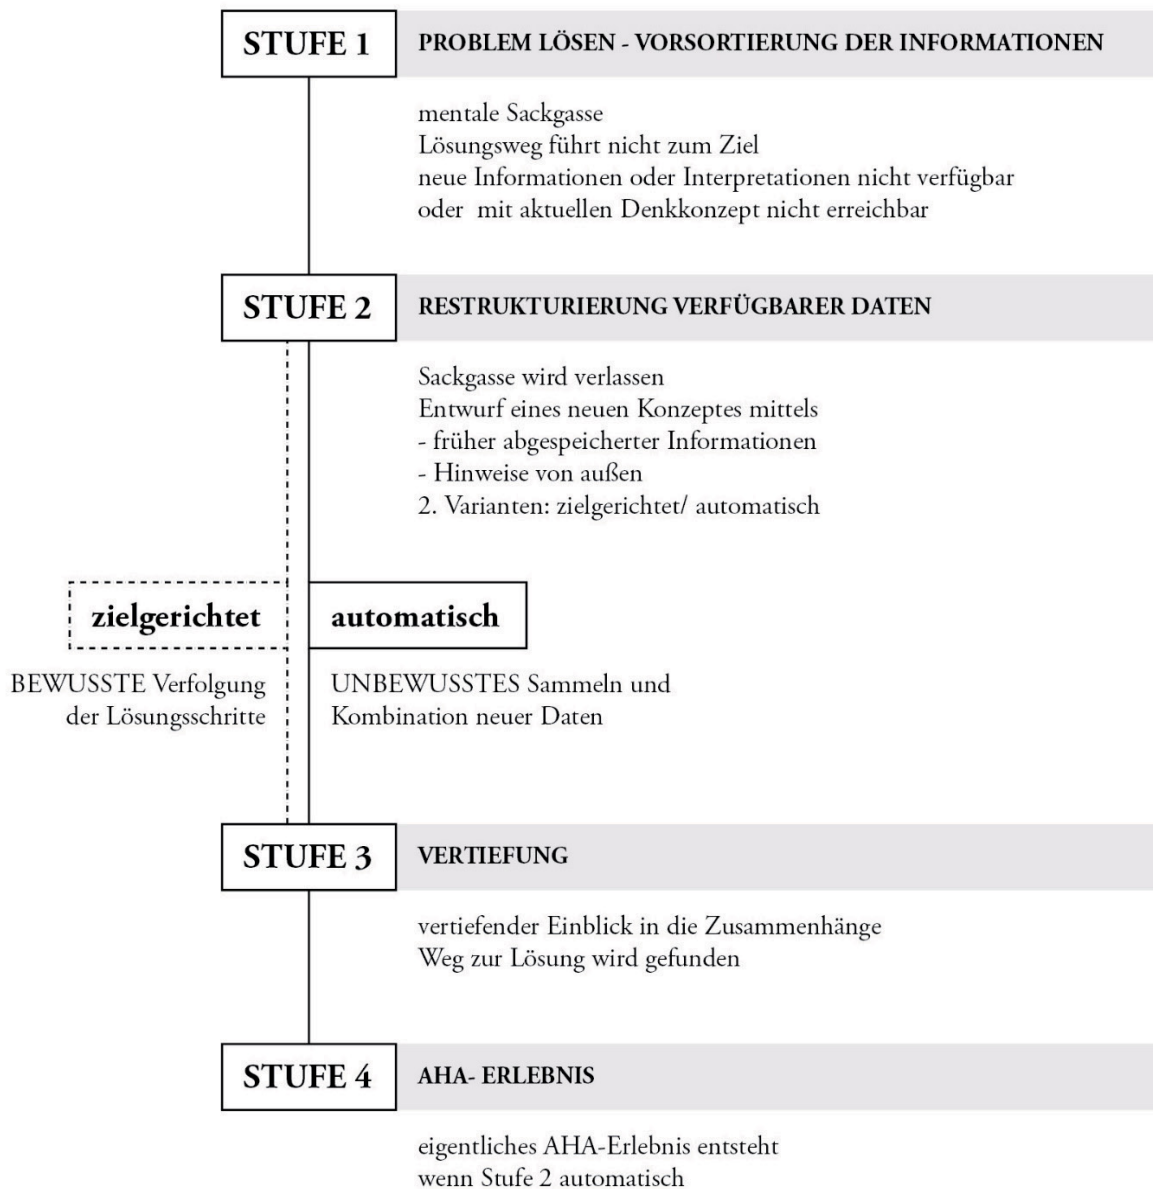 STUFE 1
PROBLEM LÖSEN - VORSORTIERUNG DER INFORMATIONEN
mentale Sackgasse
Lösungsweg führt nicht zum Ziel
neue Informationen oder Interpretationen nicht verfügbar
oder mit aktuellen Denkkonzept nicht erreichbar
STUFE 2
RESTRUKTURIERUNG VERFÜGBARER DATEN
Sackgasse wird verlassen
Entwurf eines neuen Konzeptes mittels
- früher abgespeicherter Informationen
- Hinweise von außen
2. Varianten: zielgerichtet/ automatisch
zielgerichtet
BEWUSSTE Verfolgung
der Lösungsschritte
automatisch
UNBEWUSSTES Sammeln und
Kombination neuer Daten
STUFE 3
VERTIEFUNG
vertiefender Einblick in die Zusammenhänge
Weg zur Lösung wird gefunden
STUFE 4
AHA- ERLEBNIS
eigentliches AHA-Erlebnis entsteht
wenn Stufe 2 automatisch